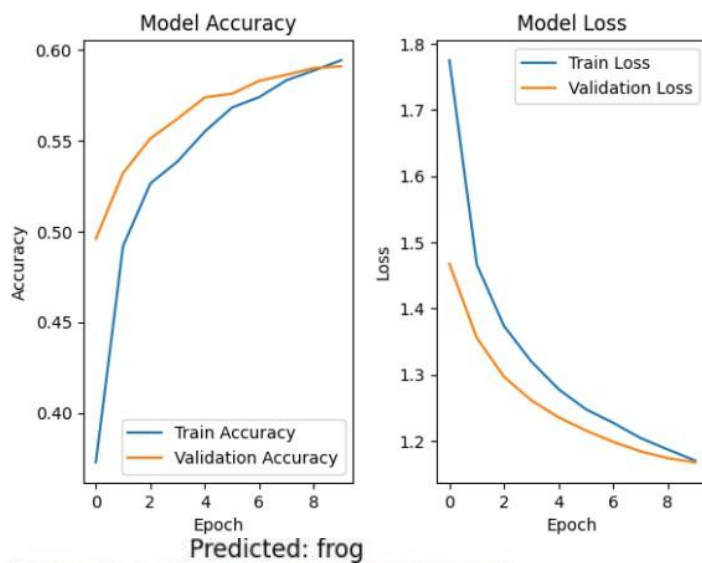 Model Accuracy
0.60
0.55
0.50
0.45
0.40
Accuracy
Train Accuracy
Validation Accuracy
0 2 4 6 8
Epoch
Model Loss
1.8
1.7
1.6
1.5
1.4
1.3
1.2
Loss
Train Loss
Validation Loss
0 2 4 6 8
Epoch
Predicted: frog